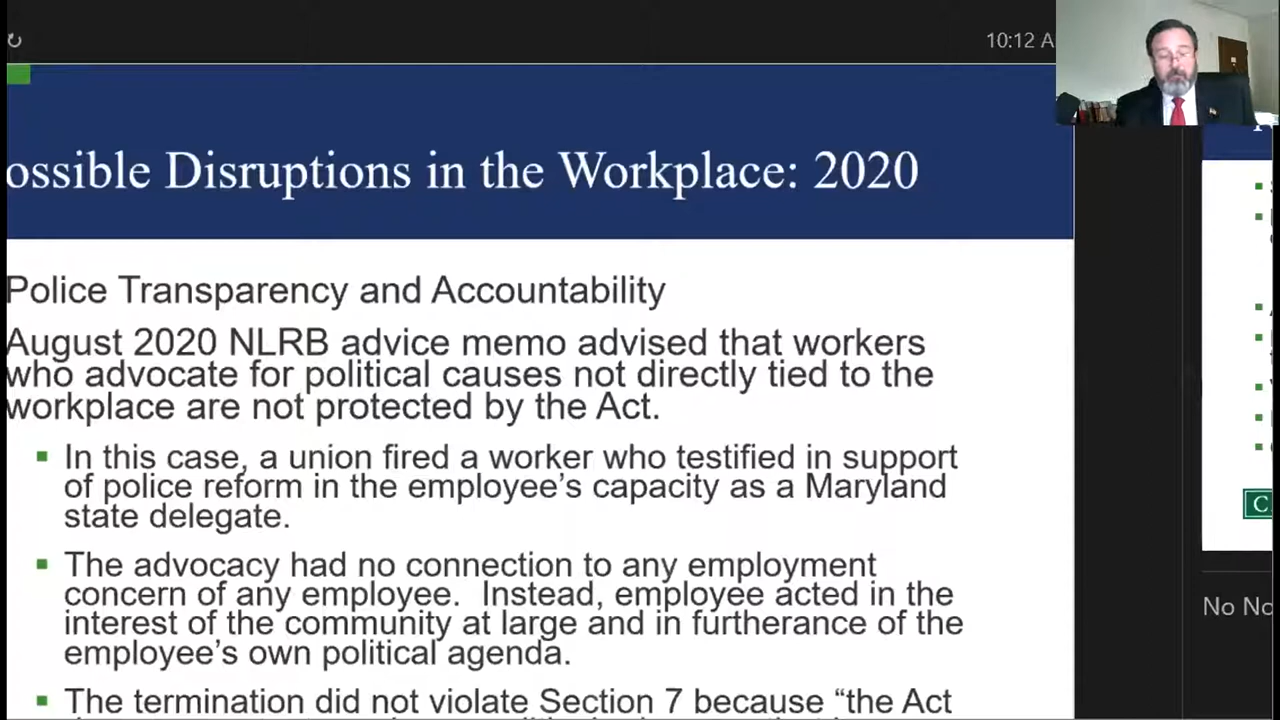 10:12 A
ossible Disruptions in the Workplace: 2020
Police Transparency and Accountability
August 2020 NLRB advice memo advised that workers
who advocate for political causes not directly tied to the
workplace are not protected by the Act.
In this case, a union fired a worker who testified in support
of police reform in the employee's capacity as a Maryland
state delegate.
The advocacy had no connection to any employment
concern of any employee.  Instead, employee acted in the
interest of the community at large and in furtherance of the
employee's own political agenda.
The termination did not violate Section 7 because “the Act
C
No No